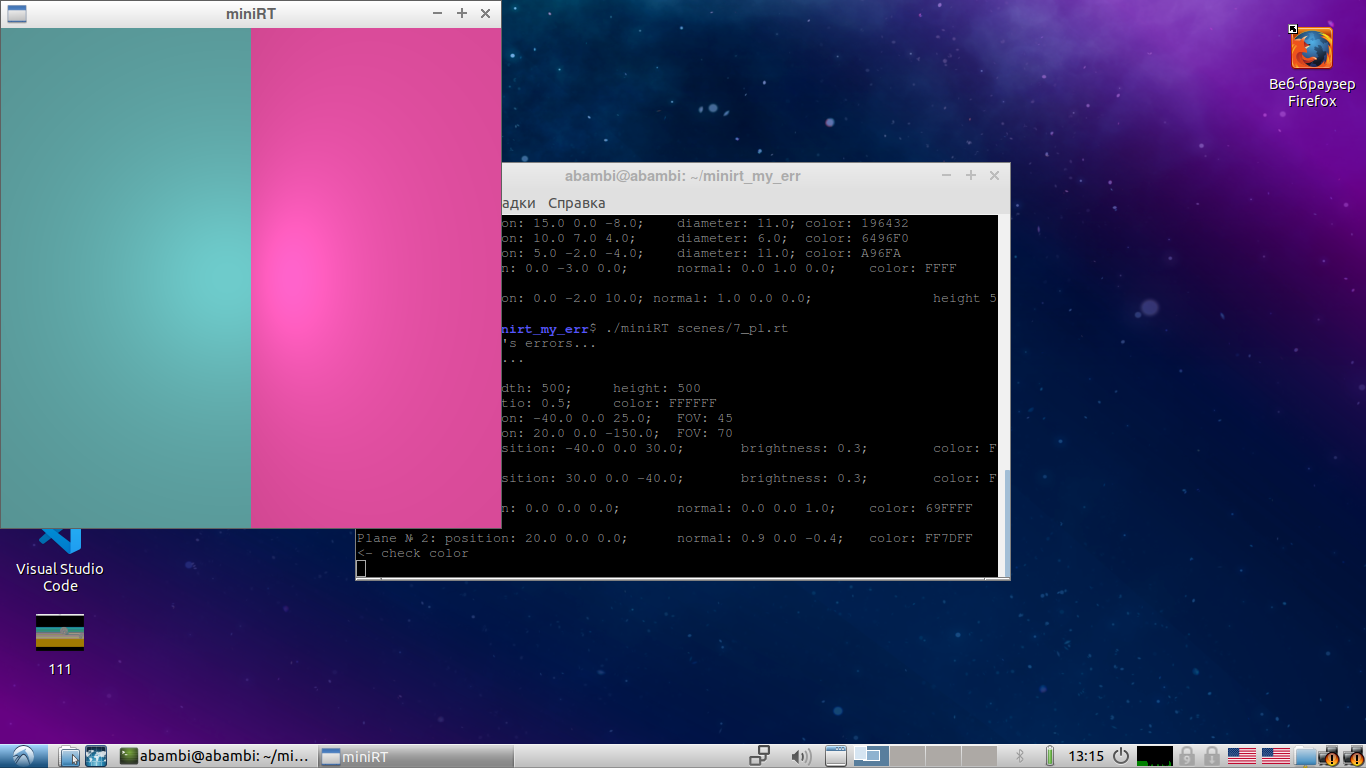 miniRT
Веб-браузер
Firefox
abambi@abambi: ~/minirt_my_err
адки Справка
on: 15.0 0.0 -8.0; diameter: 11.0; color: 196432
on: 10.0 7.0 4.0; diameter: 6.0; color: 6496F0
on: 5.0 -2.0 -4.0; diameter: 11.0; color: A96FA
n: 0.0 -3.0 0.0; normal: 0.0 1.0 0.0; color: FFFF
on: 0.0 -2.0 10.0; normal: 1.0 0.0 0.0; height 5
nirt_my_err$ ./miniRT scenes/7_pl.rt
's errors...
...
dth: 500; height: 500
tio: 0.5; color: FFFFFF
on: -40.0 0.0 25.0; FOV: 45
on: 20.0 0.0 -150.0; FOV: 70
sition: -40.0 0.0 30.0; brightness: 0.3; color: F
sition: 30.0 0.0 -40.0; brightness: 0.3; color: F
n: 0.0 0.0 0.0; normal: 0.0 0.0 1.0; color: 69FFFF
Plane № 2: position: 20.0 0.0 0.0; normal: 0.9 0.0 -0.4; color: FF7DFF
<- check color
Visual Studio
Code
111
abambi@abambi: ~/mi...
miniRT
9
1
13:15